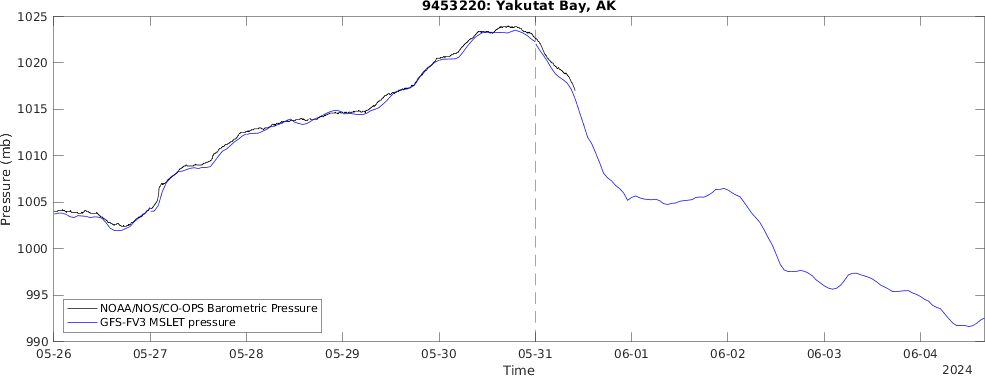 9453220: Yakutat Bay, AK
Pressure (mb)
1025
1020
1015
1010
1005
1000
995
990
NOAA/NOS/CO-OPS Barometric Pressure
GFS-FV3 MSLET pressure
05-26 05-27 05-28 05-29 05-30 05-31 06-01 06-02 06-03 06-04
Time
2024